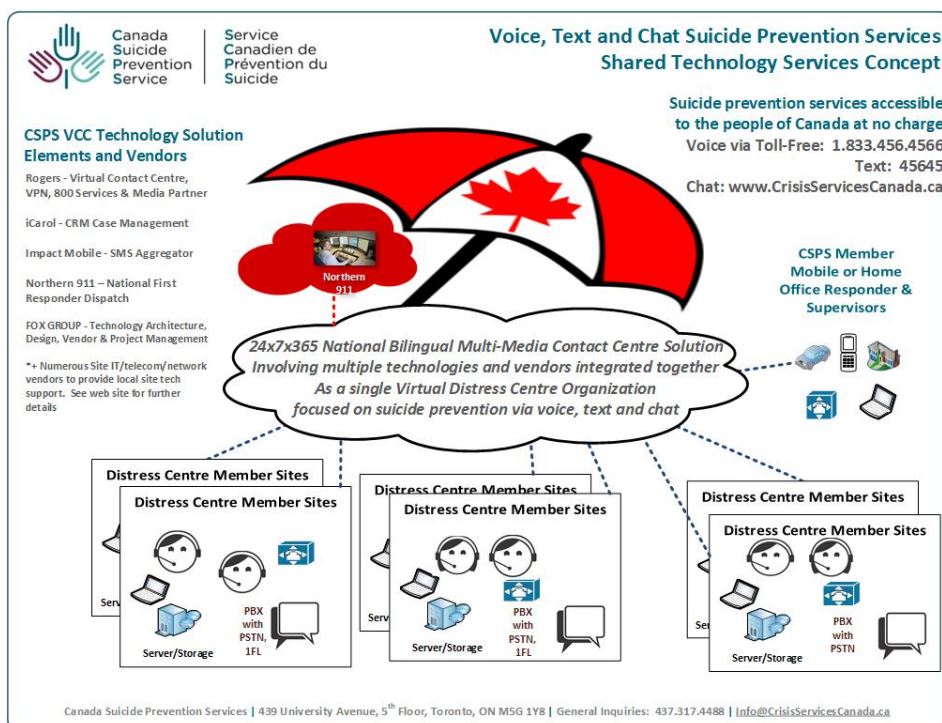 Canada
Suicide
Prevention
Service
Service
Canadien de
Prévention du
Suicide
Voice, Text and Chat Suicide Prevention Services
Shared Technology Services Concept
Suicide prevention services accessible
to the people of Canada at no charge
Voice via Toll-Free: 1.833.456.4566
Text: 45645
Chat: www.CrisisServicesCanada.ca
CSPS VCC Technology Solution
Elements and Vendors
Rogers - Virtual Contact Centre,
VPN, 800 Services & Media Partner
iCarol - CRM Case Management
Impact Mobile - SMS Aggregator
Northern 911 – National First
Responder Dispatch
FOX GROUP - Technology Architecture,
Design, Vendor & Project Management
*+ Numerous Site IT/telecom/network
vendors to provide local site tech
support. See web site for further
details
Northern
911
CSPS Member
Mobile or Home
Office Responder &
Supervisors
24x7x365 National Bilingual Multi-Media Contact Centre Solution
Involving multiple technologies and vendors integrated together
As a single Virtual Distress Centre Organization
focused on suicide prevention via voice, text and chat
Distress Centre Member Sites
Serv
Distress Centre Member Sites
Server/Storage
PBX
with
PSTN,
1FL
Distress Centre Member Sites
Ser
Distress Centre Member Sites
Server/Storage
PBX
with
PSTN,
1FL
Distress Centre Member Sites
Ser
Distress Centre Member Sites
Server/Storage
PBX
with
PSTN
Canada Suicide Prevention Services | 439 University Avenue, 5th Floor, Toronto, ON M5G 1Y8 | General Inquiries: 437.317.4488 | Info@CrisisServicesCanada.ca